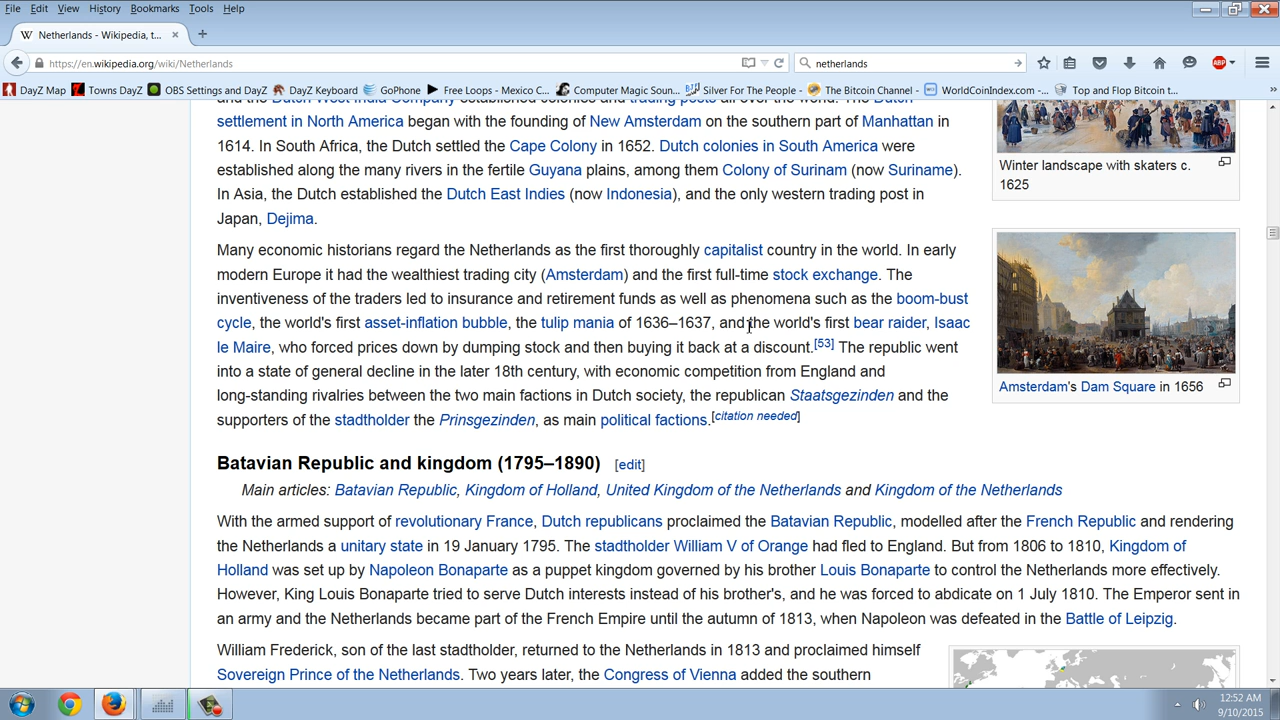 File Edit View History Bookmarks Tools Help
W Netherlands - Wikipedia, t... × +
https://en.wikipedia.org/wiki/Netherlands netherlands ABP
DayZ Map Towns DayZ OBS Settings and DayZ DayZ Keyboard GoPhone Free Loops - Mexico C... Computer Magic Soun... Silver For The People - The Bitcoin Channel - WorldCoinIndex.com -... Top and Flop Bitcoin t... »
and the Dutch West India Company established colonies and trading posts all over the world. The Dutch
settlement in North America began with the founding of New Amsterdam on the southern part of Manhattan in
1614. In South Africa, the Dutch settled the Cape Colony in 1652. Dutch colonies in South America were
established along the many rivers in the fertile Guyana plains, among them Colony of Surinam (now Suriname).
In Asia, the Dutch established the Dutch East Indies (now Indonesia), and the only western trading post in
Japan, Dejima.
Winter landscape with skaters c.
1625
Many economic historians regard the Netherlands as the first thoroughly capitalist country in the world. In early
modern Europe it had the wealthiest trading city (Amsterdam) and the first full-time stock exchange. The
inventiveness of the traders led to insurance and retirement funds as well as phenomena such as the boom-bust
cycle, the world's first asset-inflation bubble, the tulip mania of 1636–1637, and the world's first bear raider, Isaac
le Maire, who forced prices down by dumping stock and then buying it back at a discount.[53] The republic went
into a state of general decline in the later 18th century, with economic competition from England and
long-standing rivalries between the two main factions in Dutch society, the republican Staatsgezinden and the
supporters of the stadtholder the Prinsgezinden, as main political factions.[citation needed]
Amsterdam's Dam Square in 1656
Batavian Republic and kingdom (1795–1890) [edit]
Main articles: Batavian Republic, Kingdom of Holland, United Kingdom of the Netherlands and Kingdom of the Netherlands
With the armed support of revolutionary France, Dutch republicans proclaimed the Batavian Republic, modelled after the French Republic and rendering
the Netherlands a unitary state in 19 January 1795. The stadtholder William V of Orange had fled to England. But from 1806 to 1810, Kingdom of
Holland was set up by Napoleon Bonaparte as a puppet kingdom governed by his brother Louis Bonaparte to control the Netherlands more effectively.
However, King Louis Bonaparte tried to serve Dutch interests instead of his brother's, and he was forced to abdicate on 1 July 1810. The Emperor sent in
an army and the Netherlands became part of the French Empire until the autumn of 1813, when Napoleon was defeated in the Battle of Leipzig.
William Frederick, son of the last stadtholder, returned to the Netherlands in 1813 and proclaimed himself
Sovereign Prince of the Netherlands. Two years later, the Congress of Vienna added the southern
12:52 AM
9/10/2015